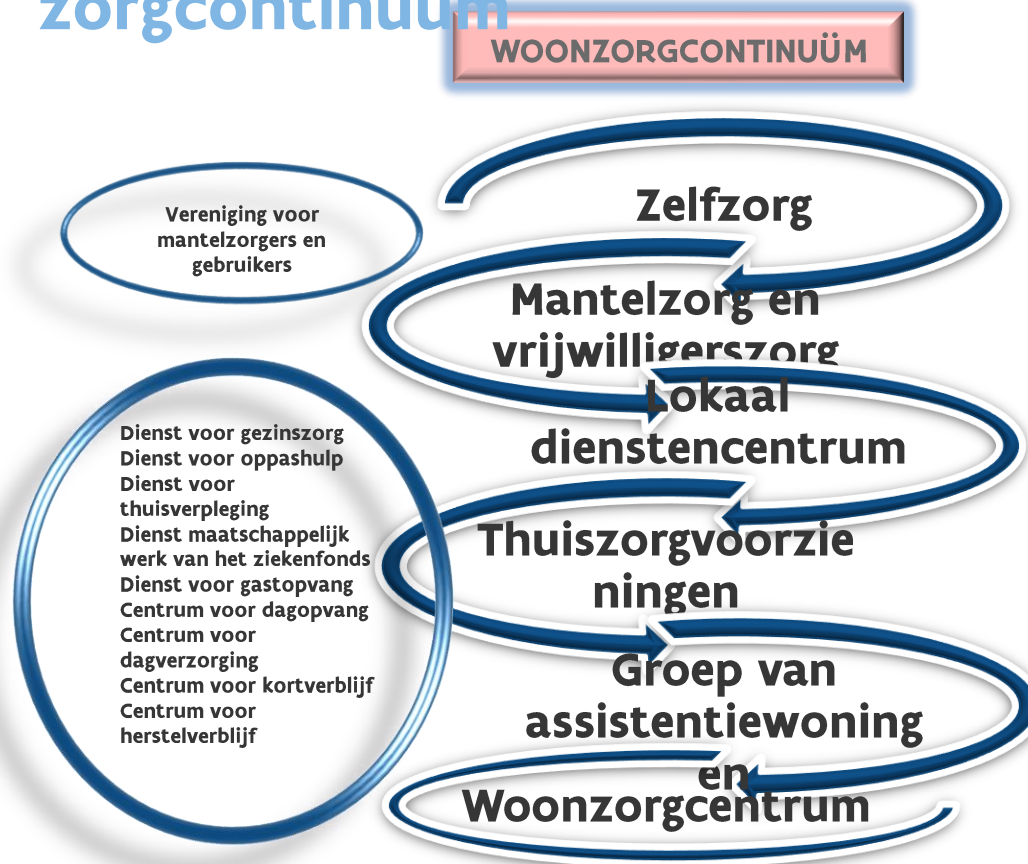 zorgcontinuüm
WOONZORGCONTINUÜM
Vereniging voor
mantelzorgers en
gebruikers
Zelfzorg
Mantelzorg en
vrijwilligerszorg
Lokaal
dienstencentrum
Thuiszorgvoorzie
ningen
Groep van
assistentiewoning
en
Woonzorgcentrum
Dienst voor gezinszorg
Dienst voor oppashulp
Dienst voor
thuisverpleging
Dienst maatschappelijk
werk van het ziekenfonds
Dienst voor gastopvang
Centrum voor dagopvang
Centrum voor
dagverzorging
Centrum voor kortverblijf
Centrum voor
herstelverblijf